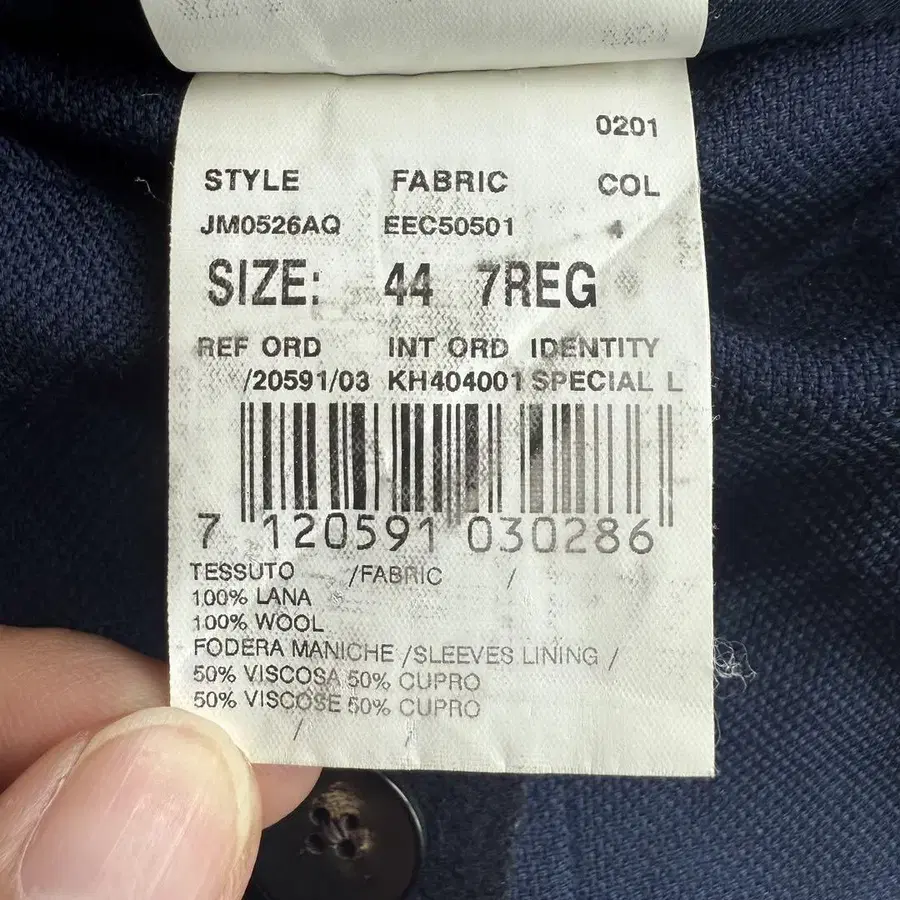 0201
STYLE FABRIC COL
JM0526AQ EEC50501 4
SIZE: 44 7REG
REF ORD INT ORD IDENTITY
/20591/03 KH404001 SPECIAL L
7 120591 030286
TESSUTO /FABRIC /
100% LANA
100% WOOL
FODERA MANICHE /SLEEVES LINING /
50% VISCOSA 50% CUPRO
50% VISCOSE 50% CUPRO
/ /